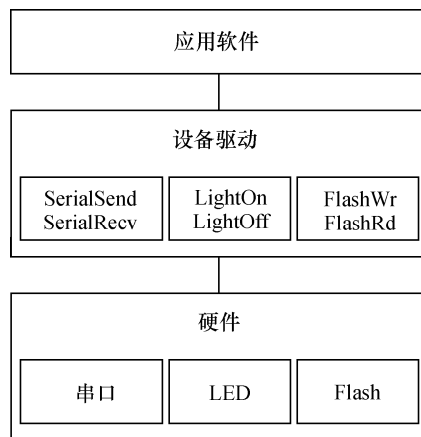 应用软件
设备驱动
SerialSend
SerialRecv
LightOn
LightOff
FlashWr
FlashRd
硬件
串口
LED
Flash